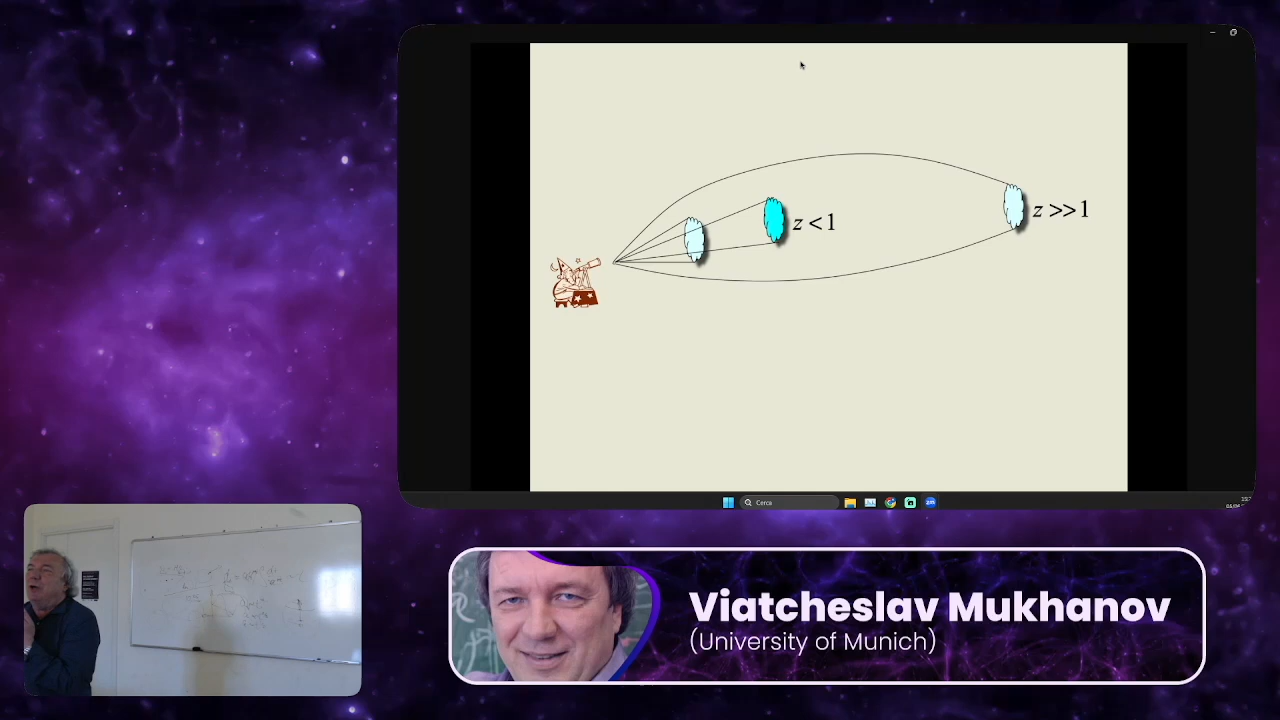 z < 1
z >> 1
Cerca
Viatcheslav Mukhanov
(University of Munich)